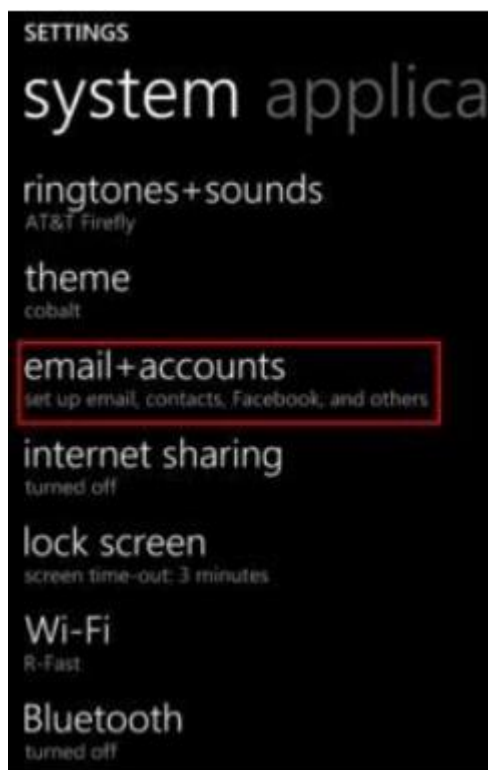 SETTINGS
system applica
ringtones+sounds
AT&T Firefly
theme
cobalt
email+accounts
set up email, contacts, Facebook, and others
internet sharing
turned off
lock screen
screen time-out: 3 minutes
Wi-Fi
R-Fast
Bluetooth
turned off